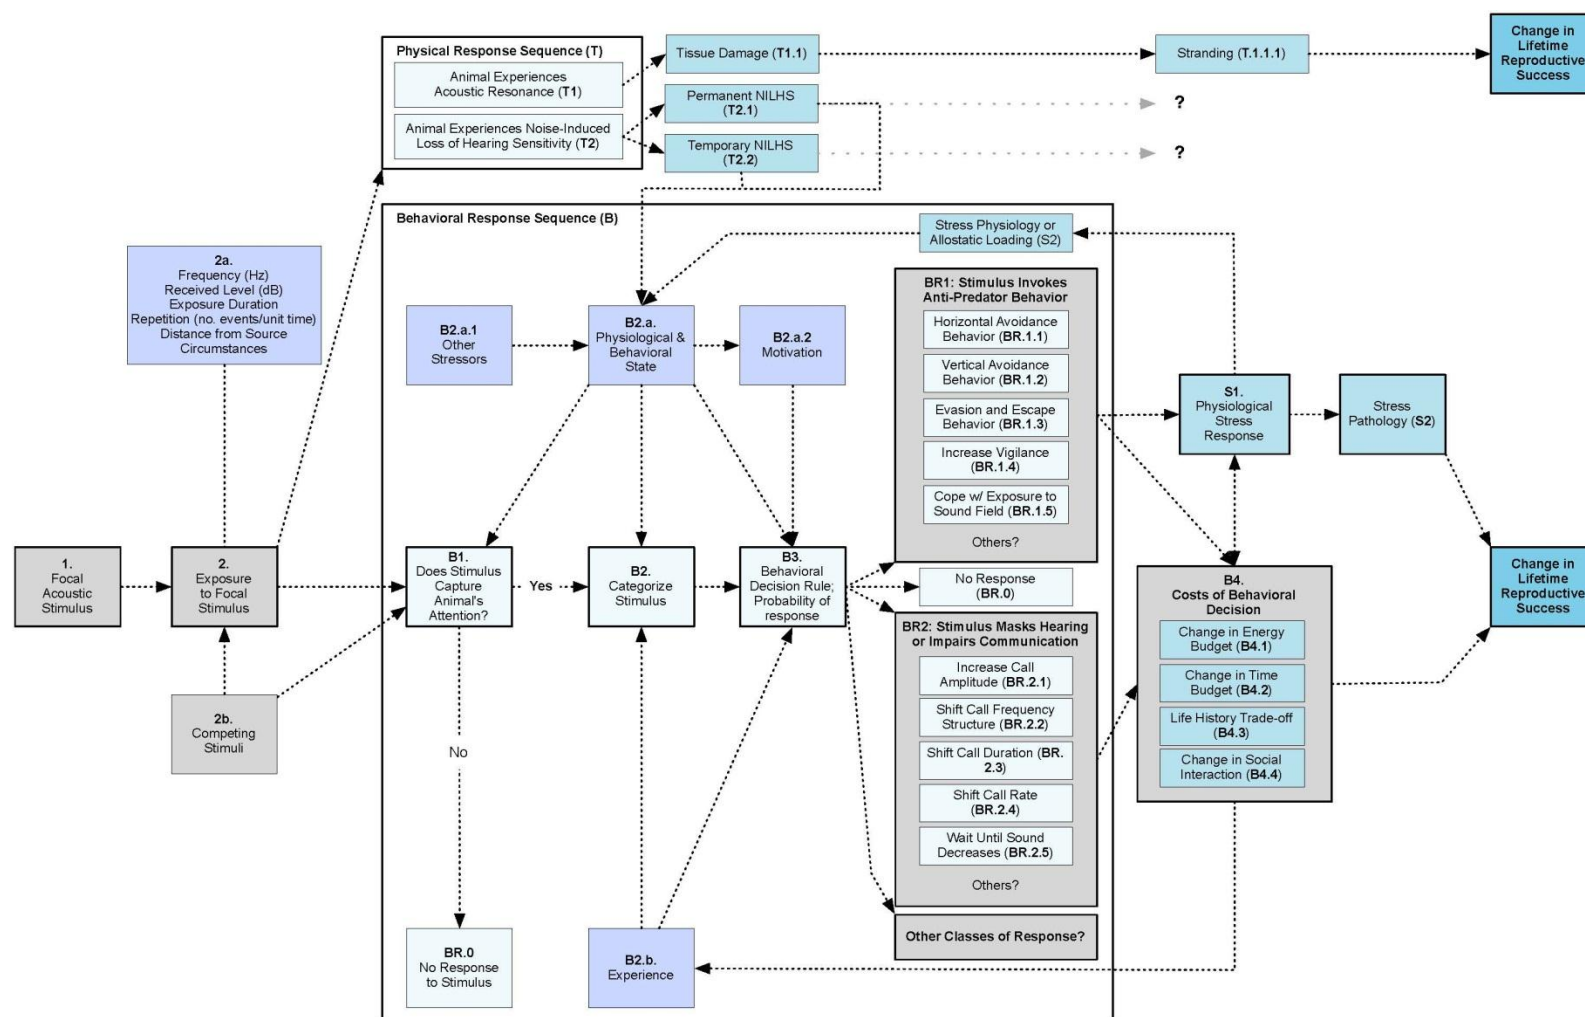 Physical Response Sequence (T)
Animal Experiences
Acoustic Resonance (T1)
Animal Experiences Noise-Induced
Loss of Hearing Sensitivity (T2)
Tissue Damage (T1.1)
Permanent NILHS
(T2.1)
Temporary NILHS
(T2.2)
Stranding (T.1.1.1)
?
?
Change in
Lifetime
Reproductive
Success
Behavioral Response Sequence (B)
2a.
Frequency (Hz)
Received Level (dB)
Exposure Duration
Repetition (no. events/unit time)
Distance from Source
Circumstances
1.
Focal
Acoustic
Stimulus
2.
Exposure
to Focal
Stimulus
2b.
Competing
Stimuli
B2.a.1
Other
Stressors
B2.a.
Physiological &
Behavioral
State
B2.a.2
Motivation
B1.
Does Stimulus
Capture
Animal's
Attention?
Yes
No
B2.
Categorize
Stimulus
B3.
Behavioral
Decision Rule;
Probability of
response
BR.0
No Response
to Stimulus
B2.b.
Experience
Stress Physiology or
Allostatic Loading (S2)
BR1: Stimulus Invokes
Anti-Predator Behavior
Horizontal Avoidance
Behavior (BR.1.1)
Vertical Avoidance
Behavior (BR.1.2)
Evasion and Escape
Behavior (BR.1.3)
Increase Vigilance
(BR.1.4)
Cope w/ Exposure to
Sound Field (BR.1.5)
Others?
No Response
(BR.0)
BR2: Stimulus Masks Hearing
or Impairs Communication
Increase Call
Amplitude (BR.2.1)
Shift Call Frequency
Structure (BR.2.2)
Shift Call Duration (BR.
2.3)
Shift Call Rate
(BR.2.4)
Wait Until Sound
Decreases (BR.2.5)
Others?
Other Classes of Response?
S1.
Physiological
Stress
Response
Stress
Pathology (S2)
B4.
Costs of Behavioral
Decision
Change in Energy
Budget (B4.1)
Change in Time
Budget (B4.2)
Life History Trade-off
(B4.3)
Change in Social
Interaction (B4.4)
Change in
Lifetime
Reproductive
Success